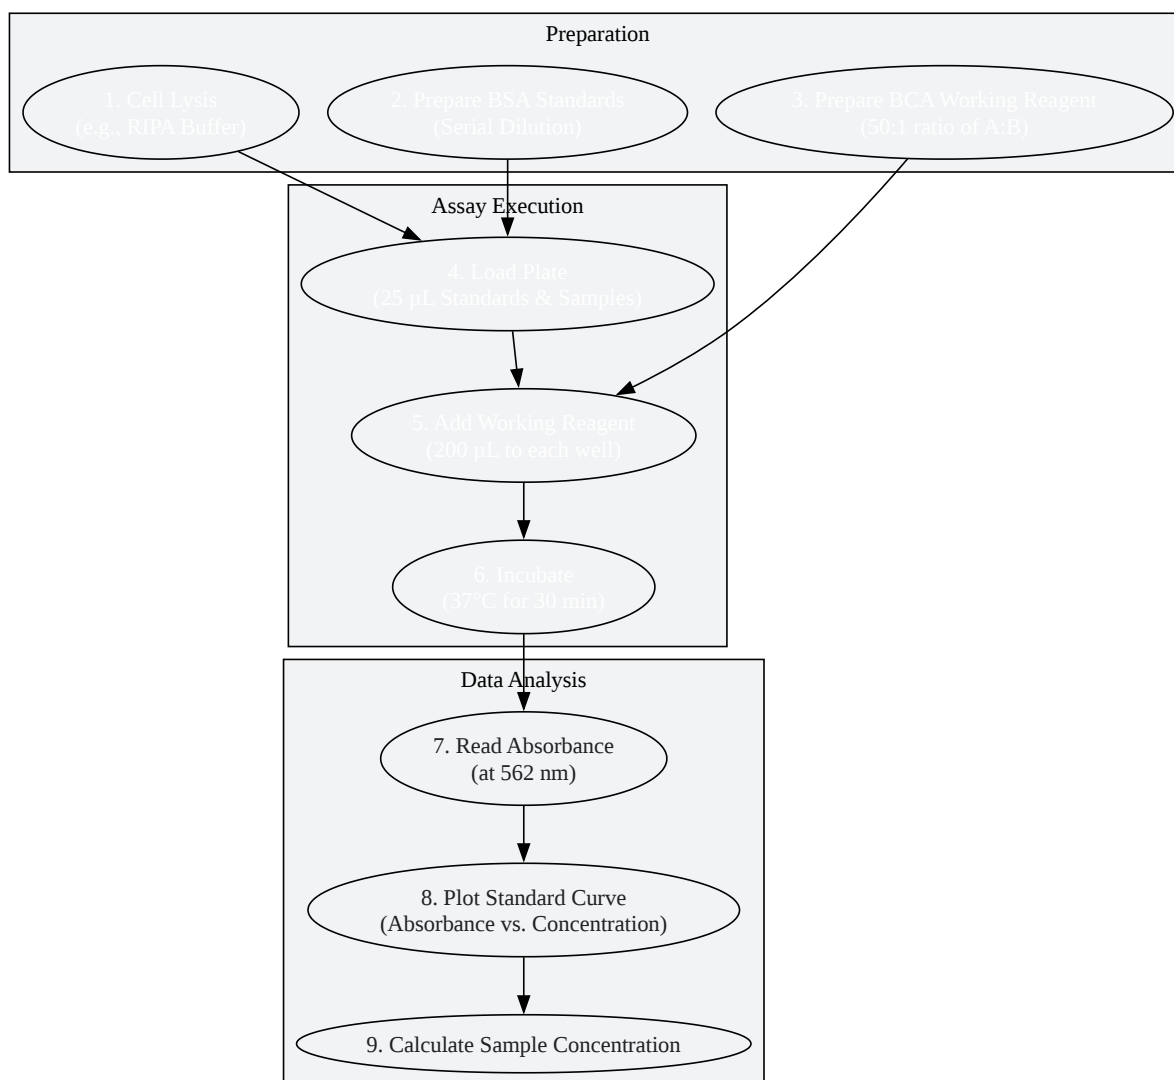 Preparation
1. Cell Lysis
(e.g., RIPA Buffer)
2. Prepare BSA Standards
(Serial Dilution)
3. Prepare BCA Working Reagent
(50:1 ratio of A:B)
Assay Execution
4. Load Plate
(25 µL Standards & Samples)
5. Add Working Reagent
(200 µL to each well)
6. Incubate
(37°C for 30 min)
Data Analysis
7. Read Absorbance
(at 562 nm)
8. Plot Standard Curve
(Absorbance vs. Concentration)
9. Calculate Sample Concentration